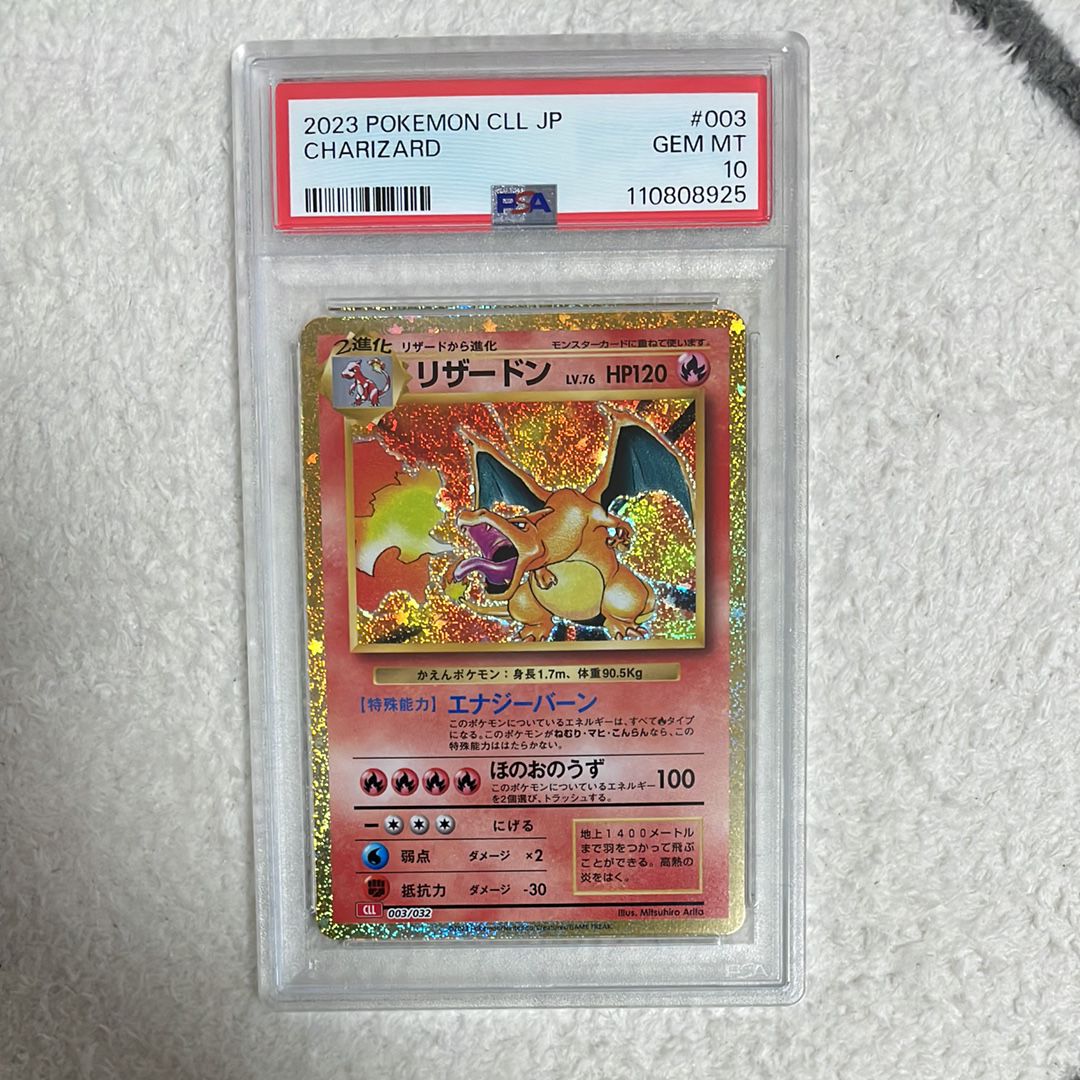 2023 POKEMON CLL JP
#003
CHARIZARD
GEM MT
10
110808925
PSA
2進化 リザードから進化
モンスターカードに重ねて使います。
リザードン LV.76 HP120
かえんポケモン：身長1.7m、体重90.5Kg
【特殊能力】エナジーバーン
このポケモンについているエネルギーは、すべて🔥タイプ
になる。このポケモンがねむり・マヒ・こんらんなら、この
特殊能力ははたらかない。
ほのおのうず 100
このポケモンについているエネルギー
を2個選び、トラッシュする。
にげる
弱点 ダメージ ×2
抵抗力 ダメージ -30
地上１４００メートル
まで羽をつかって飛ぶ
ことができる。高熱の
炎をはく。
CLL 003/032
Illus. Mitsuhiro Arita
©2023 Pokémon/Nintendo/Creatures/GAME FREAK.
PSA